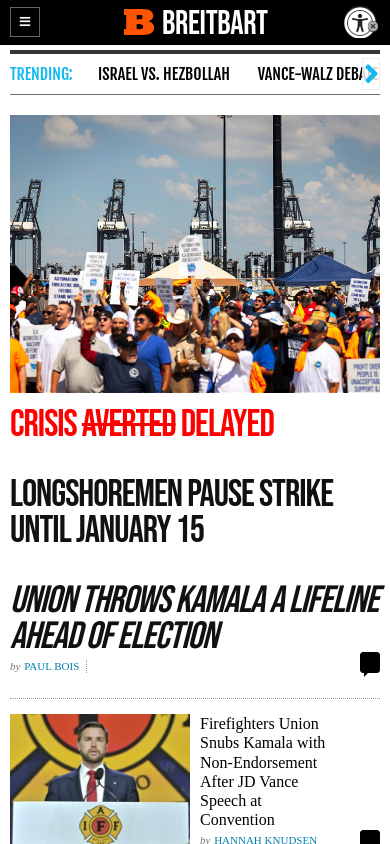 BREITBART
TRENDING:
ISRAEL VS. HEZBOLLAH
VANCE-WALZ DEBA
CRISIS AVERTED DELAYED
LONGSHOREMEN PAUSE STRIKE
UNTIL JANUARY 15
UNION THROWS KAMALA A LIFELINE
AHEAD OF ELECTION
by PAUL BOIS
Firefighters Union
Snubs Kamala with
Non-Endorsement
After JD Vance
Speech at
Convention
by HANNAH KNUDSEN